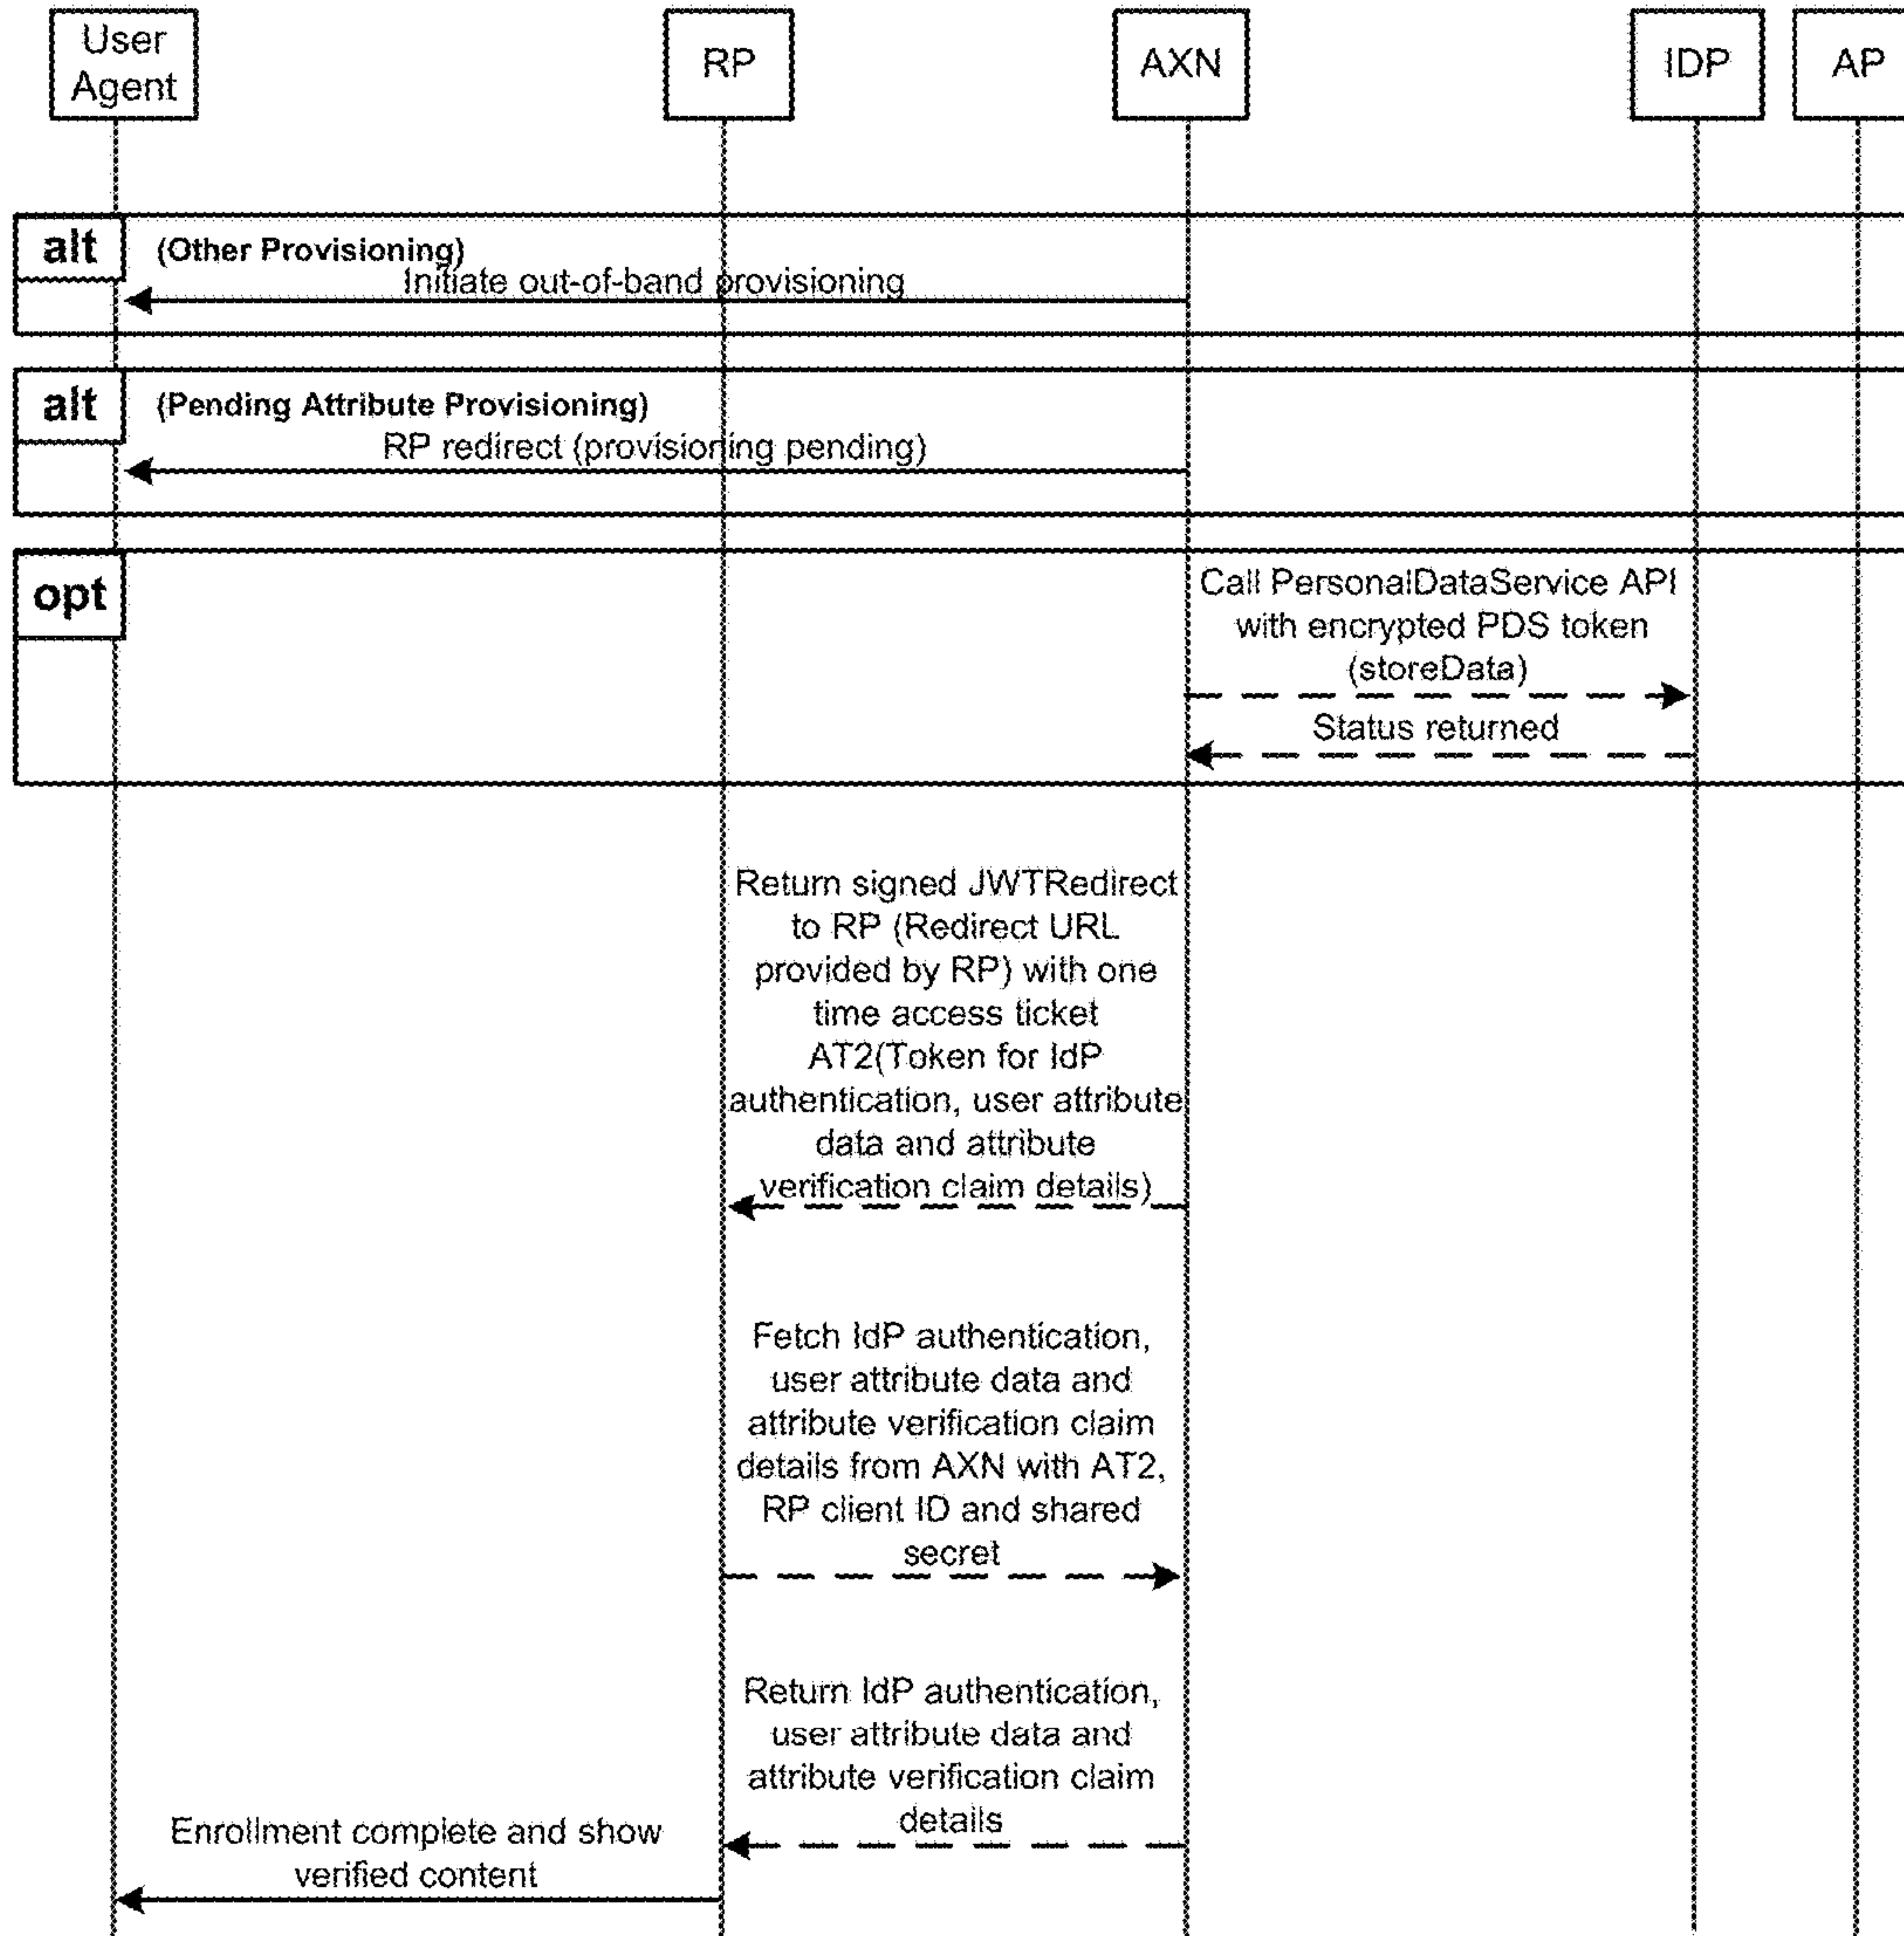 User
Agent
RP
AXN
IDP
AP
alt
(Other Provisioning)
Initiate out-of-band provisioning
alt
(Pending Attribute Provisioning)
RP redirect (provisioning pending)
opt
Call PersonalDataService API
with encrypted PDS token
(storeData)
Status returned
Return signed JWTRedirect
to RP (Redirect URL
provided by RP) with one
time access ticket
AT2(Token for IdP
authentication, user attribute
data and attribute
verification claim details)
Fetch IdP authentication,
user attribute data and
attribute verification claim
details from AXN with AT2,
RP client ID and shared
secret
Return IdP authentication,
user attribute data and
attribute verification claim
details
Enrollment complete and show
verified content